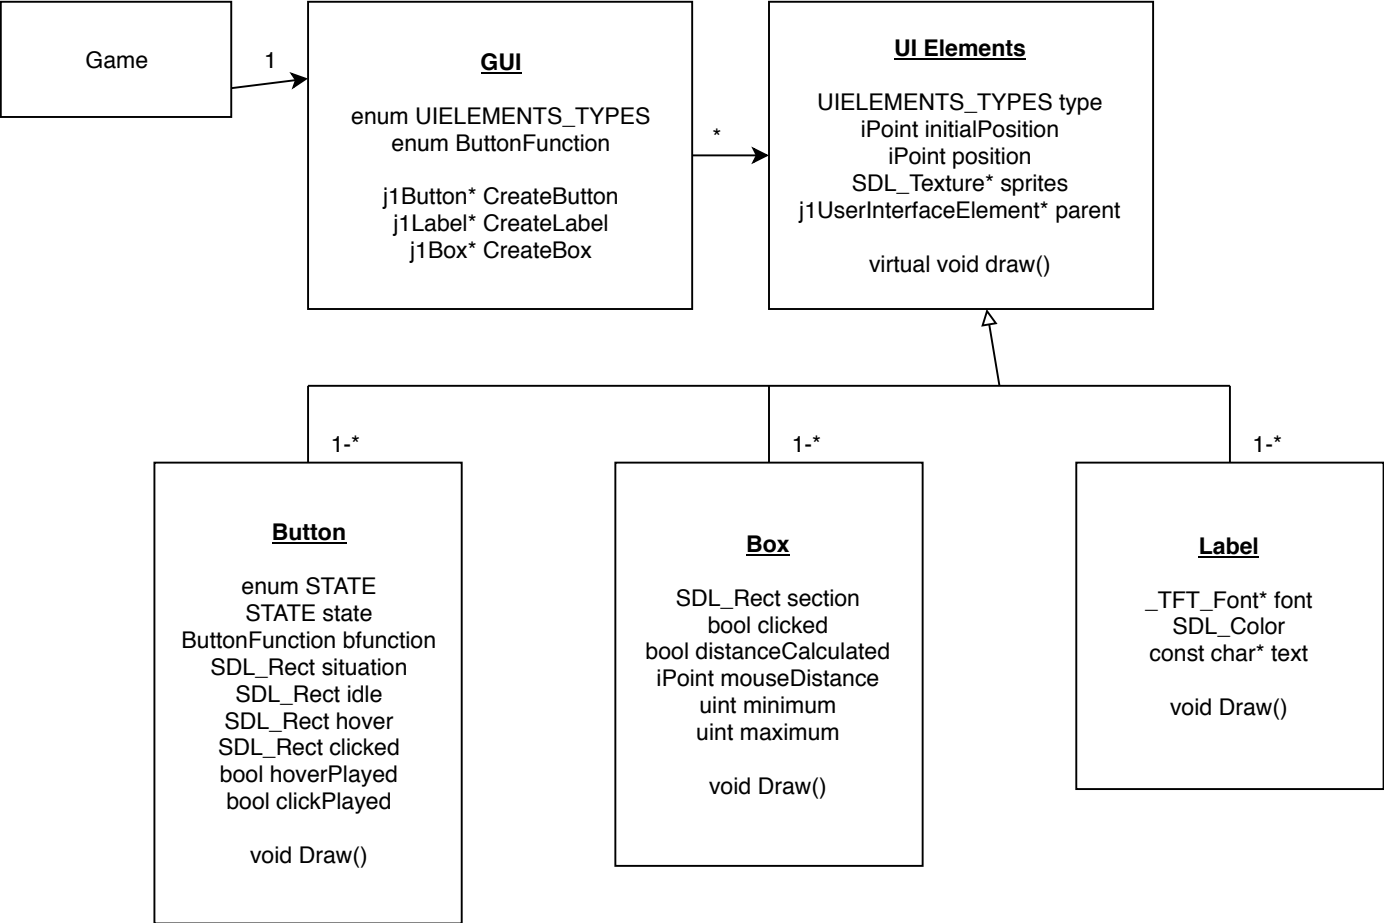 Game
1
GUI
enum UIELEMENTS_TYPES
enum ButtonFunction
j1Button* CreateButton
j1Label* CreateLabel
j1Box* CreateBox
*
UI Elements
UIELEMENTS_TYPES type
iPoint initialPosition
iPoint position
SDL_Texture* sprites
j1UserInterfaceElement* parent
virtual void draw()
1-*
Button
enum STATE
STATE state
ButtonFunction bfunction
SDL_Rect situation
SDL_Rect idle
SDL_Rect hover
SDL_Rect clicked
bool hoverPlayed
bool clickPlayed
void Draw()
1-*
Box
SDL_Rect section
bool clicked
bool distanceCalculated
iPoint mouseDistance
uint minimum
uint maximum
void Draw()
1-*
Label
_TFT_Font* font
SDL_Color
const char* text
void Draw()